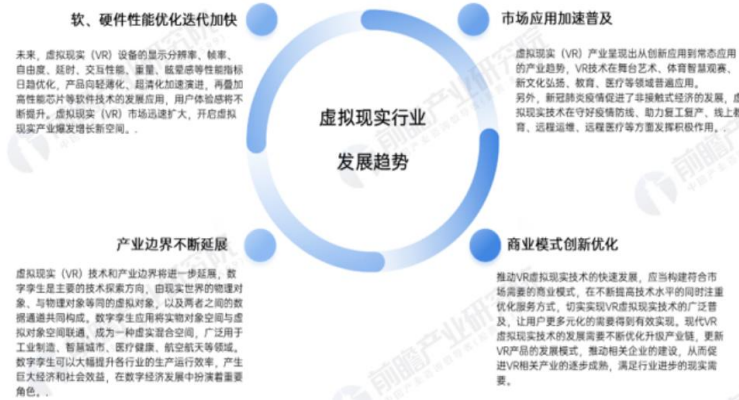 软、硬件性能优化迭代加快
未来，虚拟现实（VR）设备的显示分辨率、帧率、
自由度、延时、交互性能、重量、眩晕感等性能指标
日趋优化，产品向轻薄化、超清化加速演进，再叠加
高性能芯片等软件技术的发展应用，用户体验感将不
断提升。虚拟现实（VR）市场迅速扩大，开启虚拟
现实产业爆发增长新空间。.
市场应用加速普及
虚拟现实（VR）产业呈现出从创新应用到常态应用
的产业趋势，VR技术在舞台艺术、体育智慧观赛、
新文化弘扬、教育、医疗等领域普遍应用。
另外，新冠肺炎疫情促进了非接触式经济的发展，虚
拟现实技术在守好疫情防线、助力复工复产、线上教
育、远程运维、远程医疗等方面发挥积极作用。.
虚拟现实行业
发展趋势
产业边界不断延展
虚拟现实（VR）技术和产业边界将进一步延展，数
字孪生是主要的技术探索方向，由现实世界的物理对
象、与物理对象等同的虚拟对象，以及两者之间的数
据通道共同构成。数字孪生应用将实物对象空间与虚
拟对象空间联通，成为一种虚实混合空间，广泛用于
工业制造、智慧城市、医疗健康、航空航天等领域。
数字孪生可以大幅提升各行业的生产运行效率，产生
巨大经济和社会效益，在数字经济发展中扮演着重要
角色。.
商业模式创新优化
推动VR虚拟现实技术的快速发展，应当构建符合市
场需要的商业模式，在不断提高技术水平的同时注重
优化服务方式，切实实现VR虚拟现实技术的广泛普
及，让用户更多元化的需要得到有效实现。现代VR
虚拟现实技术的发展需要不断优化升级产业链，更新
VR产品的发展模式，推动相关企业的建设，从而促
进VR相关产业的逐步成熟，满足行业进步的现实需
要。
前瞻产业研究院